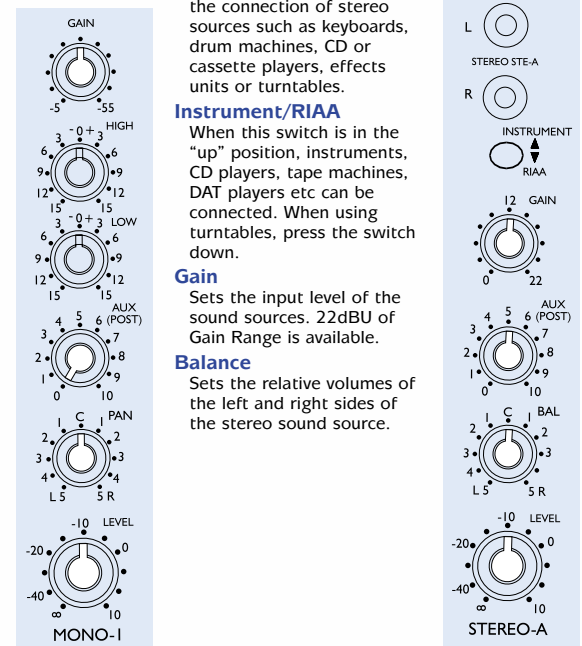 GAIN
-5 -55
HIGH
- 0 +
3 3
6 6
9 9
12 12
15 15
LOW
- 0 +
3 3
6 6
9 9
12 12
15 15
AUX
(POST)
0 1 2 3 4 5 6 7 8 9 10
PAN
C
1 1
2 2
3 3
4 4
L 5 5 R
LEVEL
-10
-20 0
-40
∞ 10
MONO-1
the connection of stereo
sources such as keyboards,
drum machines, CD or
cassette players, effects
units or turntables.
Instrument/RIAA
When this switch is in the
“up” position, instruments,
CD players, tape machines,
DAT players etc can be
connected. When using
turntables, press the switch
down.
Gain
Sets the input level of the
sound sources. 22dBU of
Gain Range is available.
Balance
Sets the relative volumes of
the left and right sides of
the stereo sound source.
L
STEREO STE-A
R
INSTRUMENT
RIAA
12 GAIN
0 22
AUX
(POST)
0 1 2 3 4 5 6 7 8 9 10
BAL
C
1 1
2 2
3 3
4 4
L 5 5 R
LEVEL
-10
-20 0
-40
∞ 10
STEREO-A